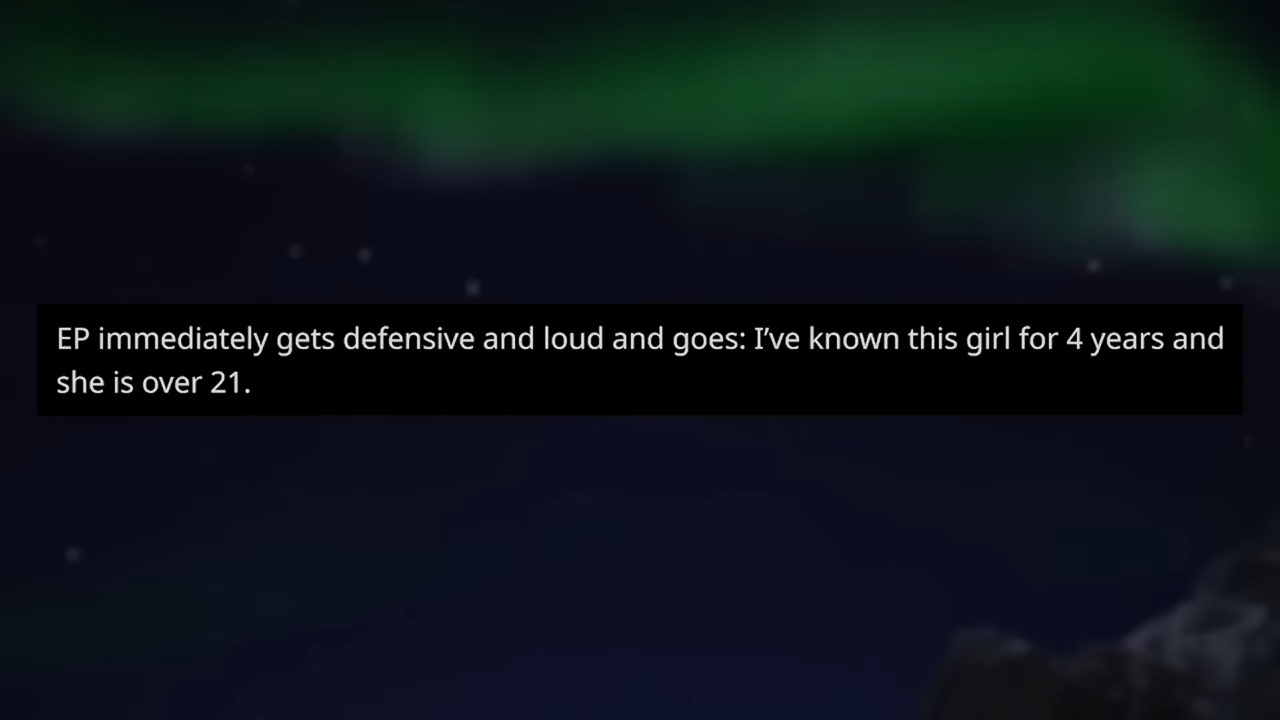 EP immediately gets defensive and loud and goes: I’ve known this girl for 4 years and
she is over 21.